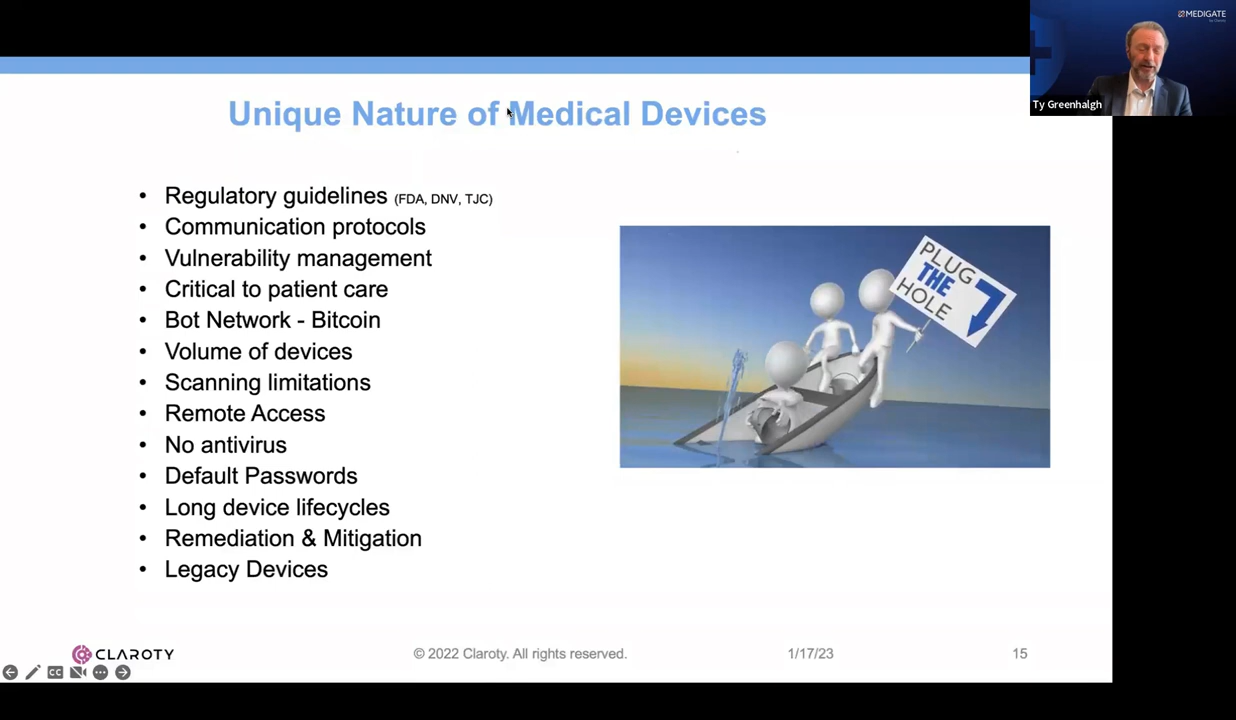 MEDIGATE
Ty Greenhalgh
Unique Nature of Medical Devices
• Regulatory guidelines (FDA, DNV, TJC)
• Communication protocols
• Vulnerability management
• Critical to patient care
• Bot Network - Bitcoin
• Volume of devices
• Scanning limitations
• Remote Access
• No antivirus
• Default Passwords
• Long device lifecycles
• Remediation & Mitigation
• Legacy Devices
PLUG
THE
HOLE
CLAROTY
© 2022 Claroty. All rights reserved.
1/17/23
15
CC